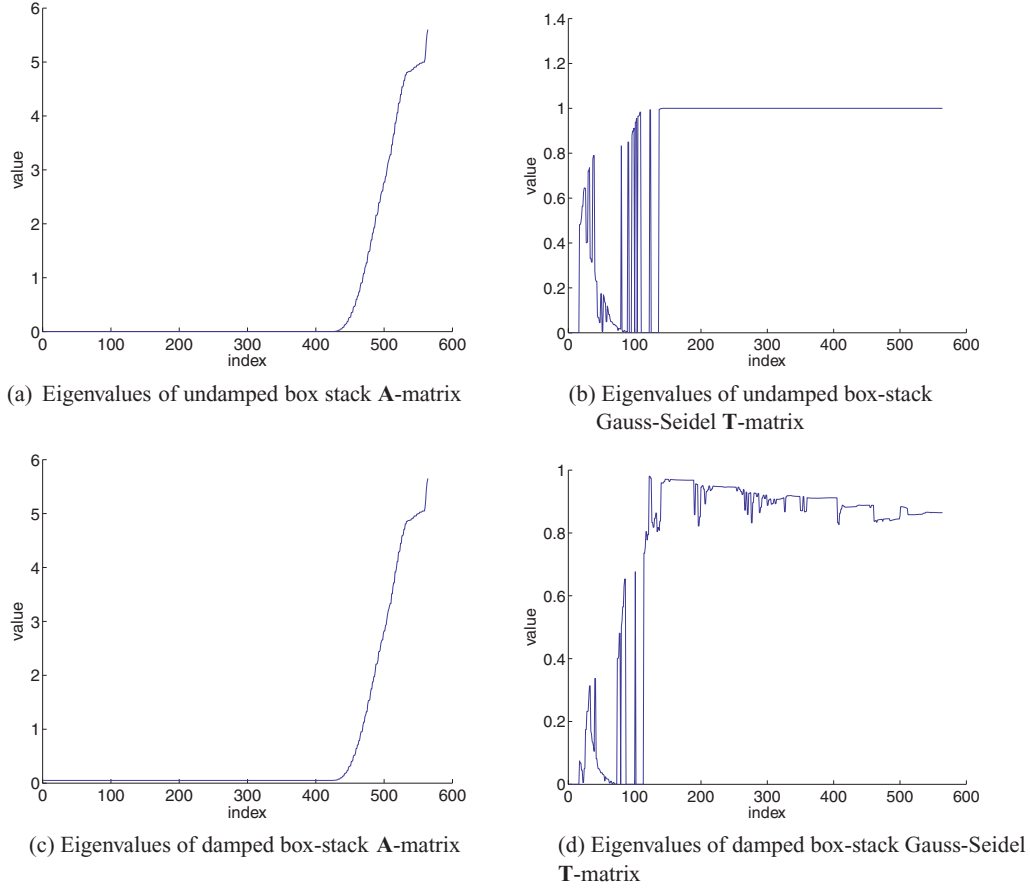 6
5
4
3
2
1
0
value
0 100 200 300 400 500 600
index
(a) Eigenvalues of undamped box stack A-matrix
1.4
1.2
1
0.8
0.6
0.4
0.2
0
value
0 100 200 300 400 500 600
index
(b) Eigenvalues of undamped box-stack
Gauss-Seidel T-matrix
6
5
4
3
2
1
0
value
0 100 200 300 400 500 600
index
(c) Eigenvalues of damped box-stack A-matrix
1
0.8
0.6
0.4
0.2
0
value
0 100 200 300 400 500 600
index
(d) Eigenvalues of damped box-stack Gauss-Seidel
T-matrix